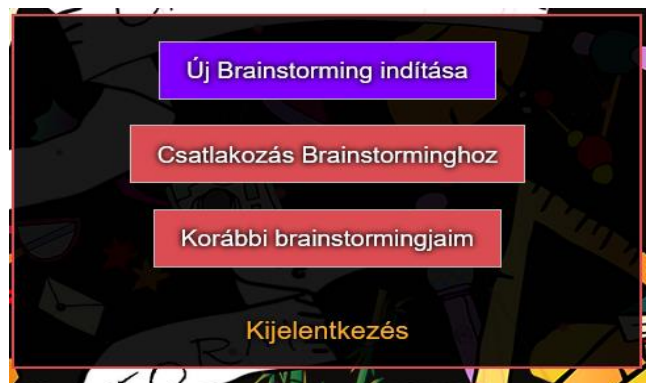 Új Brainstorming indítása
Csatlakozás Brainstorminghoz
Korábbi brainstormingjaim
Kijelentkezés